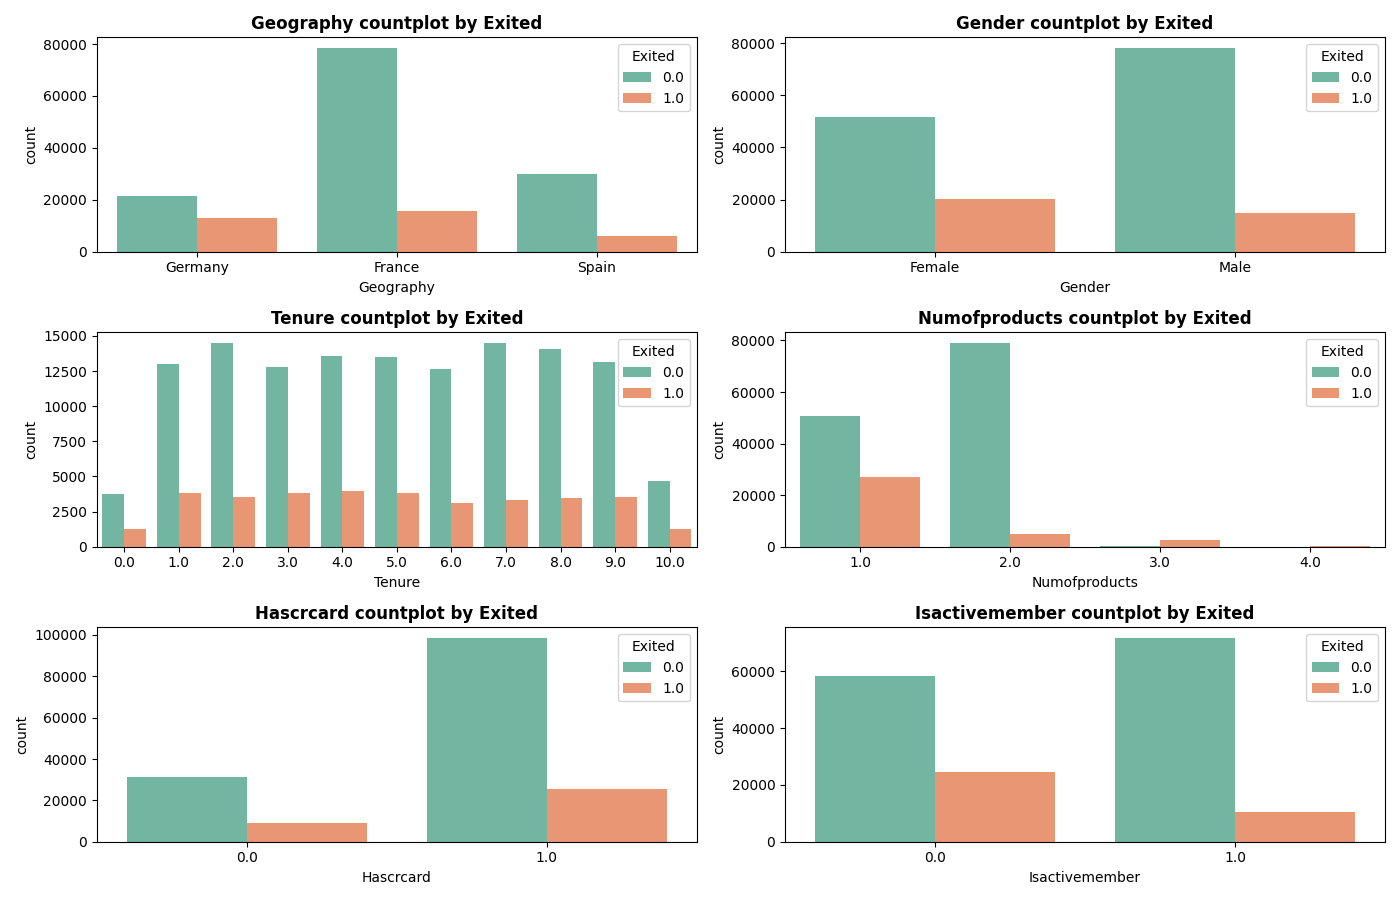 Geography countplot by Exited
80000
60000
40000
20000
0
count
Germany
France
Spain
Geography
Exited
0.0
1.0
Gender countplot by Exited
80000
60000
40000
20000
0
count
Female
Male
Gender
Exited
0.0
1.0
Tenure countplot by Exited
15000
12500
10000
7500
5000
2500
0
count
0.0 1.0 2.0 3.0 4.0 5.0 6.0 7.0 8.0 9.0 10.0
Tenure
Exited
0.0
1.0
Numofproducts countplot by Exited
80000
60000
40000
20000
0
count
1.0 2.0 3.0 4.0
Numofproducts
Exited
0.0
1.0
Hascrcard countplot by Exited
100000
80000
60000
40000
20000
0
count
0.0 1.0
Hascrcard
Exited
0.0
1.0
Isactivemember countplot by Exited
60000
40000
20000
0
count
0.0 1.0
Isactivemember
Exited
0.0
1.0